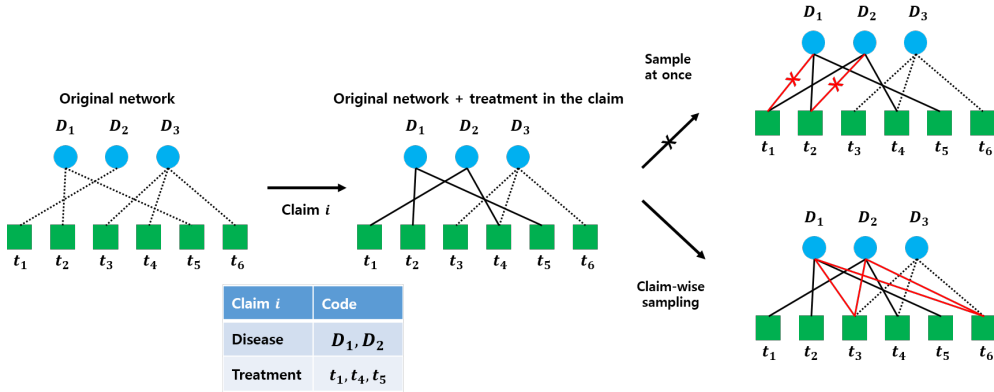 Original network
D₁ D₂ D₃
t₁ t₂ t₃ t₄ t₅ t₆
Claim i
Original network + treatment in the claim
D₁ D₂ D₃
t₁ t₂ t₃ t₄ t₅ t₆
Claim i Code
Disease D₁, D₂
Treatment t₁, t₄, t₅
Sample
at once
D₁ D₂ D₃
t₁ t₂ t₃ t₄ t₅ t₆
Claim-wise
sampling
D₁ D₂ D₃
t₁ t₂ t₃ t₄ t₅ t₆